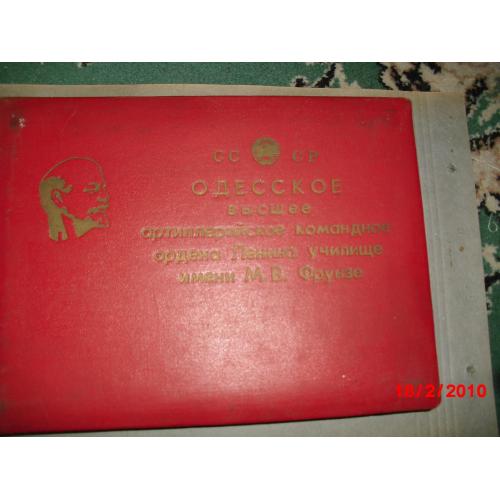 СС СР
ОДЕССКОЕ
высшее
артиллерийское командное
ордена Ленина училище
имени М.В. Фрунзе
18/2/2010